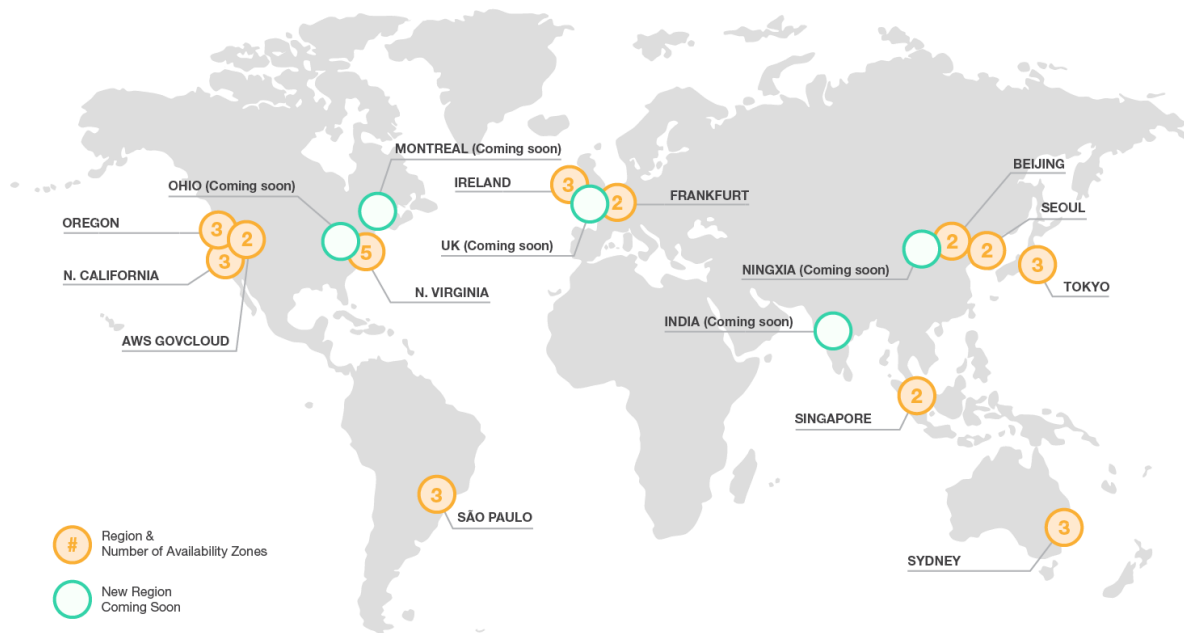 MONTREAL (Coming soon)
BEIJING
OHIO (Coming soon)
IRELAND
3
FRANKFURT
2
SEOUL
OREGON
3
2
UK (Coming soon)
2
2
N. CALIFORNIA
3
5
NINGXIA (Coming soon)
3
N. VIRGINIA
TOKYO
AWS GOVCLOUD
INDIA (Coming soon)
2
SINGAPORE
3
SÃO PAULO
3
SYDNEY
# Region &
Number of Availability Zones
New Region
Coming Soon